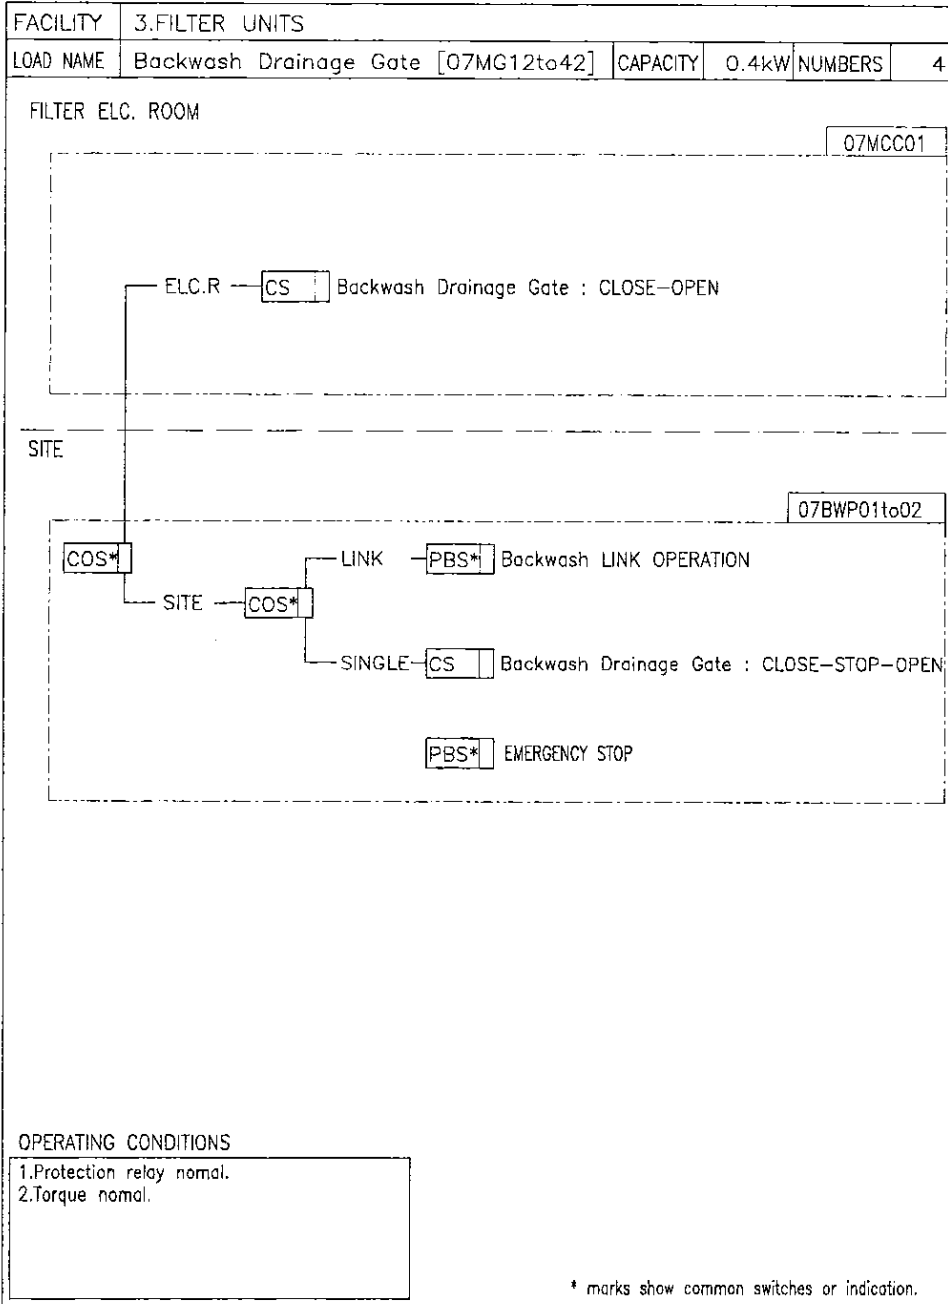 FACILITY 3.FILTER UNITS
LOAD NAME Backwash Drainage Gate [07MG12to42] CAPACITY 0.4kW NUMBERS 4
FILTER ELC. ROOM
07MCC01
ELC.R CS Backwash Drainage Gate : CLOSE-OPEN
SITE
07BWP01to02
COS* LINK PBS* Backwash LINK OPERATION
SITE COS*
SINGLE CS Backwash Drainage Gate : CLOSE-STOP-OPEN
PBS* EMERGENCY STOP
OPERATING CONDITIONS
1.Protection relay nomal.
2.Torque nomal.
* marks show common switches or indication.